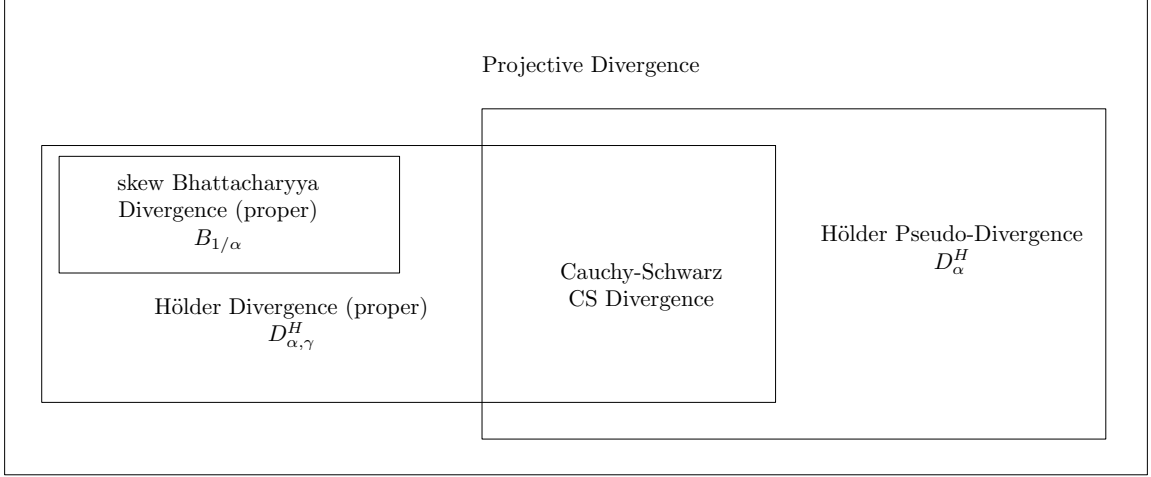 Projective Divergence
skew Bhattacharyya
Divergence (proper)
B_{1/α}
Hölder Divergence (proper)
D^H_{α,γ}
Cauchy-Schwarz
CS Divergence
Hölder Pseudo-Divergence
D^H_α